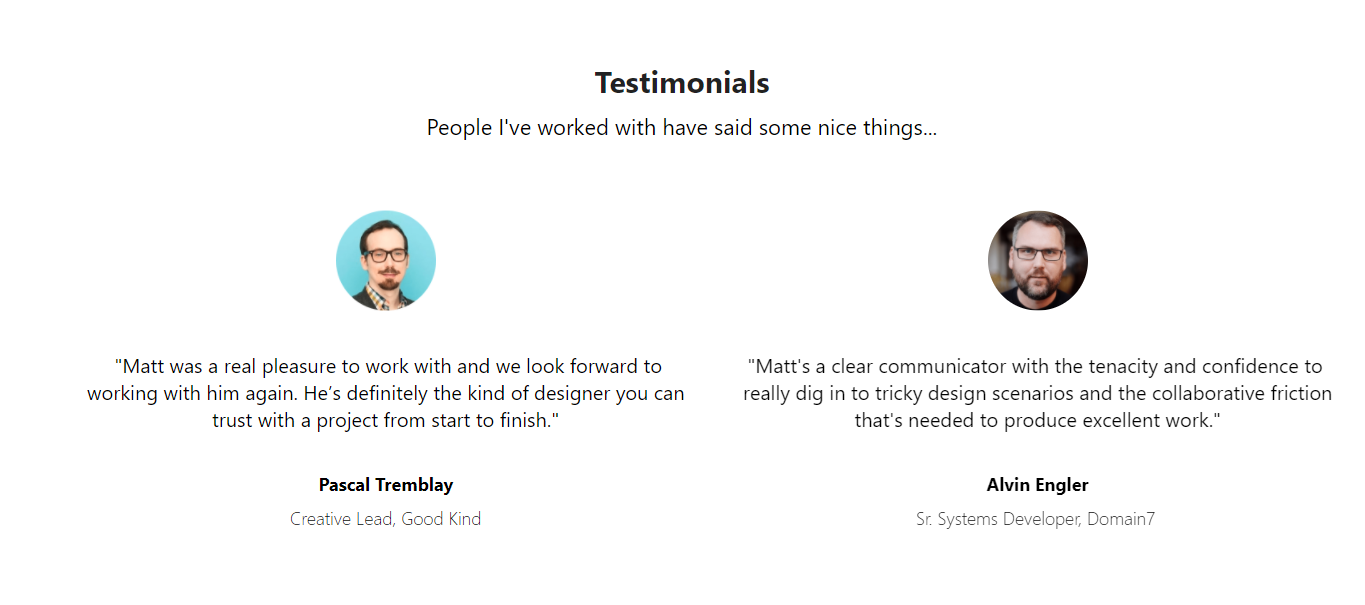 Testimonials
People I've worked with have said some nice things...
"Matt was a real pleasure to work with and we look forward to
working with him again. He’s definitely the kind of designer you can
trust with a project from start to finish."
Pascal Tremblay
Creative Lead, Good Kind
"Matt's a clear communicator with the tenacity and confidence to
really dig in to tricky design scenarios and the collaborative friction
that's needed to produce excellent work."
Alvin Engler
Sr. Systems Developer, Domain7